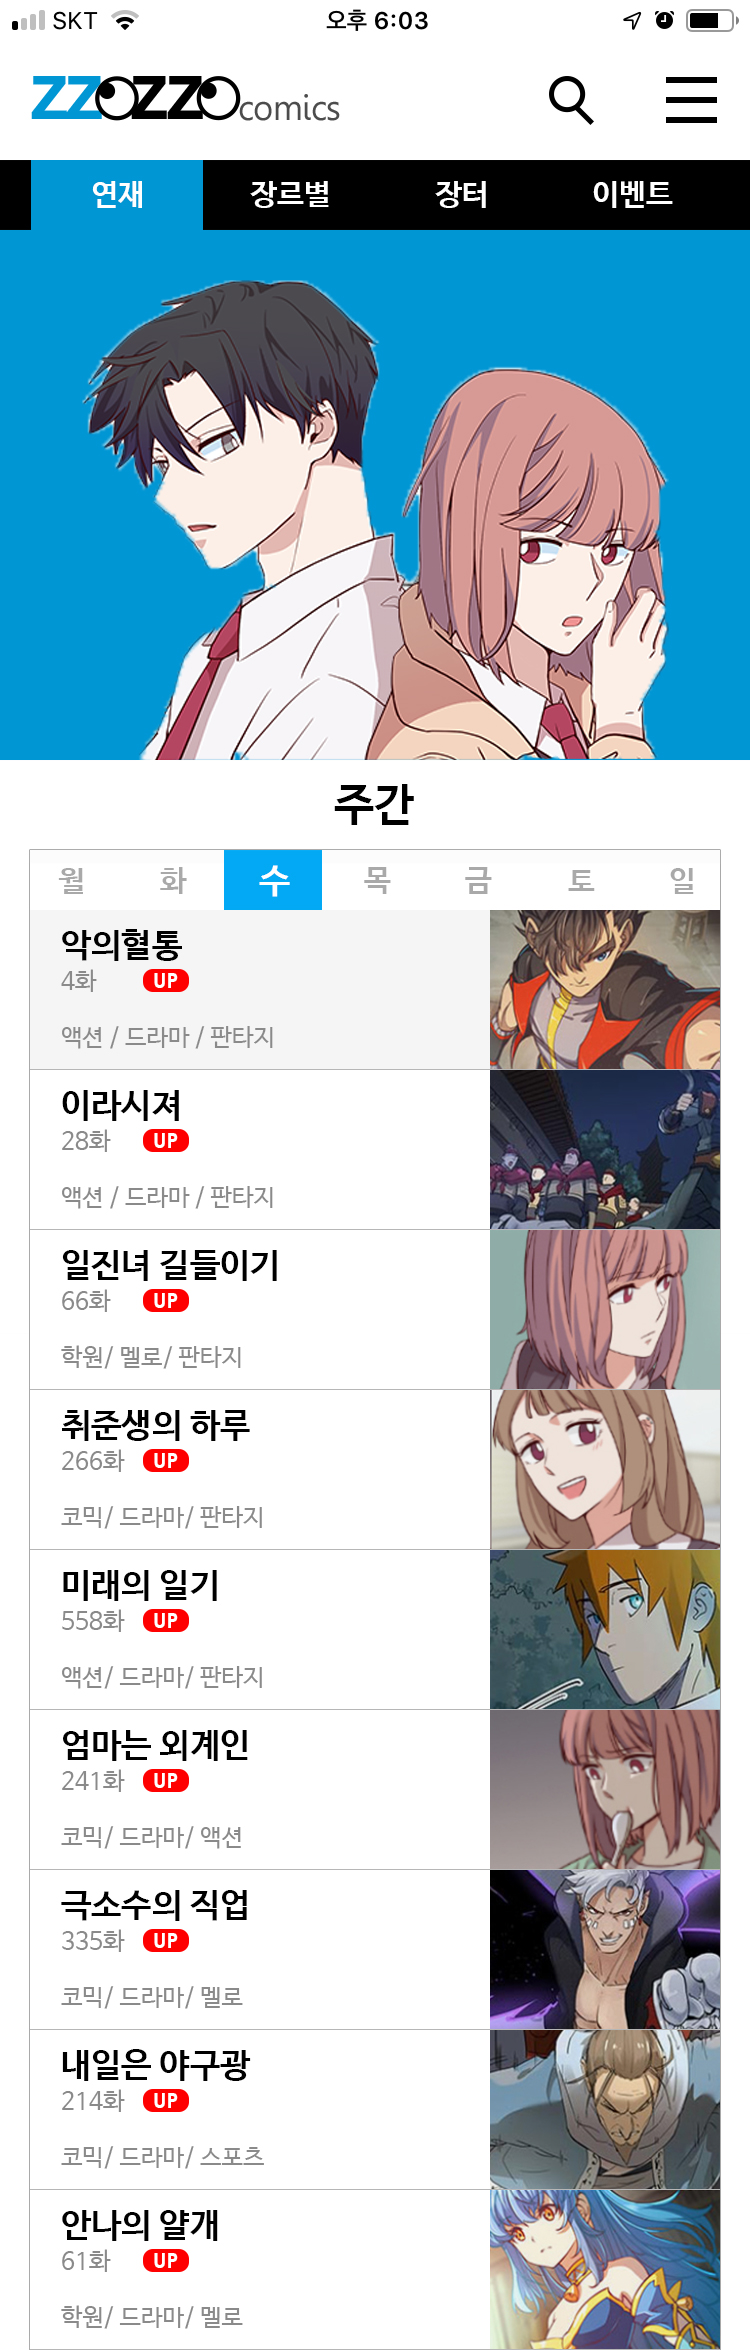 SKT
오후 6:03
ZZOZZOcomics
연재 장르별 장터 이벤트
주간
월 화 수 목 금 토 일
악의혈통
4화 UP
액션 / 드라마 / 판타지
이라시져
28화 UP
액션 / 드라마 / 판타지
일진녀 길들이기
66화 UP
학원/ 멜로/ 판타지
취준생의 하루
266화 UP
코믹/ 드라마/ 판타지
미래의 일기
558화 UP
액션/ 드라마/ 판타지
엄마는 외계인
241화 UP
코믹/ 드라마/ 액션
극소수의 직업
335화 UP
코믹/ 드라마/ 멜로
내일은 야구광
214화 UP
코믹/ 드라마/ 스포츠
안나의 얄개
61화 UP
학원/ 드라마/ 멜로